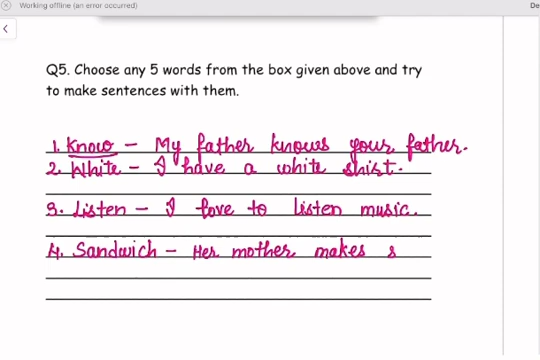 Working offline (an error occurred)
De
Q5. Choose any 5 words from the box given above and try
to make sentences with them.
1. Know - My father knows your father.
2. White - I have a white shirt.
3. Listen - I love to listen music.
4. Sandwich - Her mother makes s